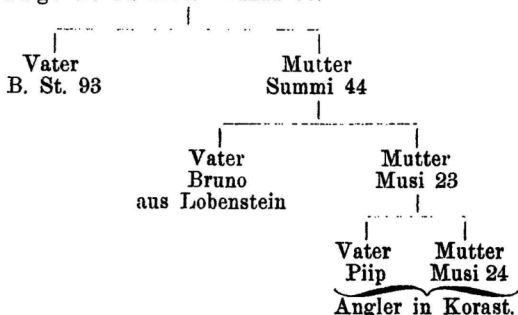 Vater Mutter
B. St. 93 Summi 44
Vater Mutter
Bruno Musi 23
aus Lobenstein
Vater Mutter
Piip Musi 24
Angler in Korast.